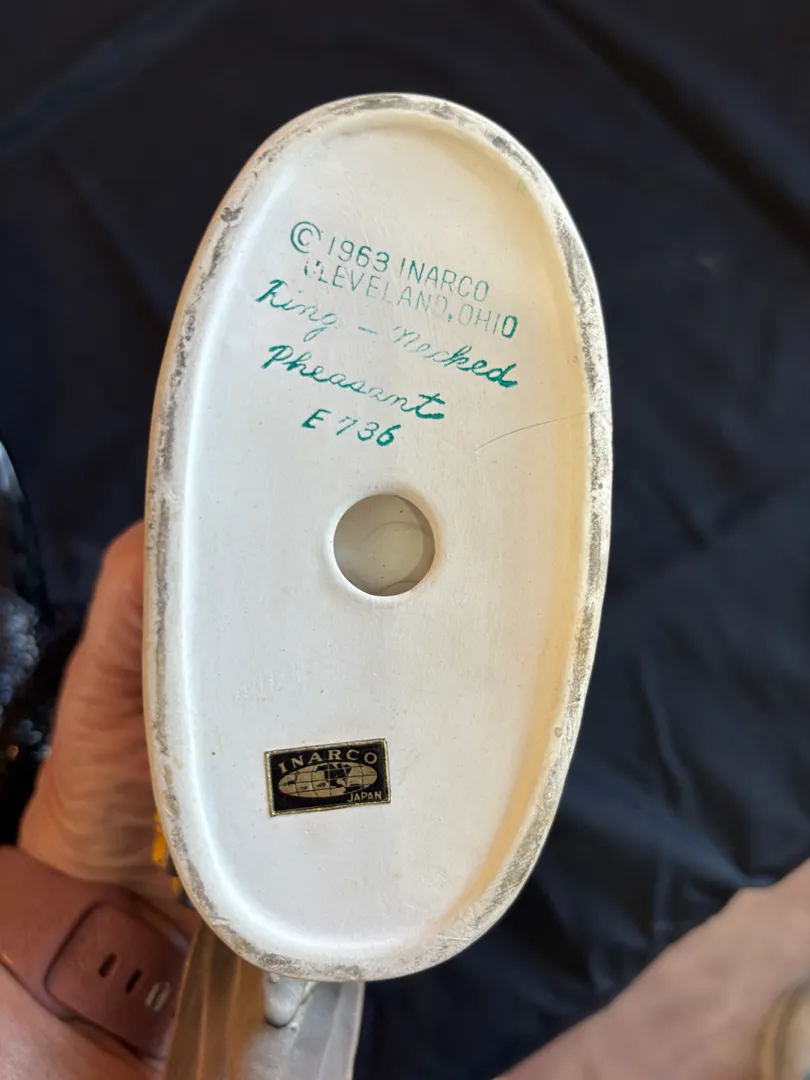 © 1963 INARCO
CLEVELAND, OHIO
Ring - necked
Pheasant
E 736
INARCO
JAPAN